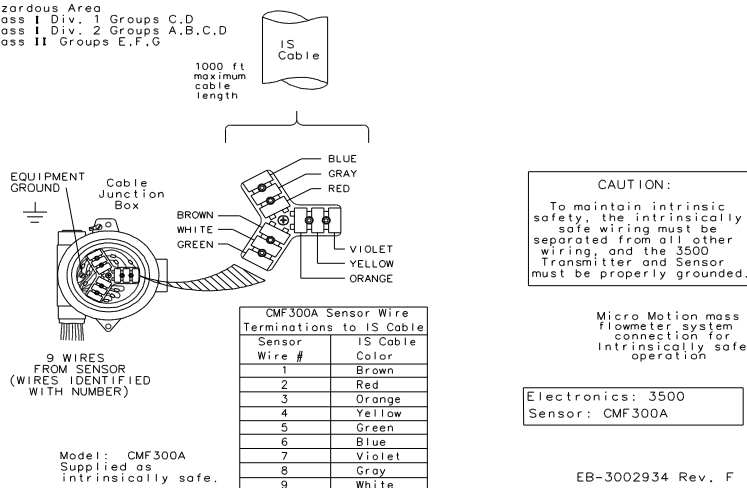 zardous Area
ass I Div. 1 Groups C,D
ass I Div. 2 Groups A,B,C,D
ass II Groups E,F,G
IS
Cable
1000 ft
maximum
cable
length
BLUE
GRAY
RED
BROWN
WHITE
GREEN
VIOLET
YELLOW
ORANGE
EQUIPMENT
GROUND
Cable
Junction
Box
9 WIRES
FROM SENSOR
(WIRES IDENTIFIED
WITH NUMBER)
CMF300A Sensor Wire
Terminations to IS Cable
Sensor IS Cable
Wire # Color
1 Brown
2 Red
3 Orange
4 Yellow
5 Green
6 Blue
7 Violet
8 Gray
9 White
Model: CMF300A
Supplied as
intrinsically safe.
CAUTION:
To maintain intrinsic
safety, the intrinsically
safe wiring must be
separated from all other
wiring, and the 3500
Transmitter and Sensor
must be properly grounded.
Micro Motion mass
flowmeter system
connection for
Intrinsically safe
operation
Electronics: 3500
Sensor: CMF300A
EB-3002934 Rev. F